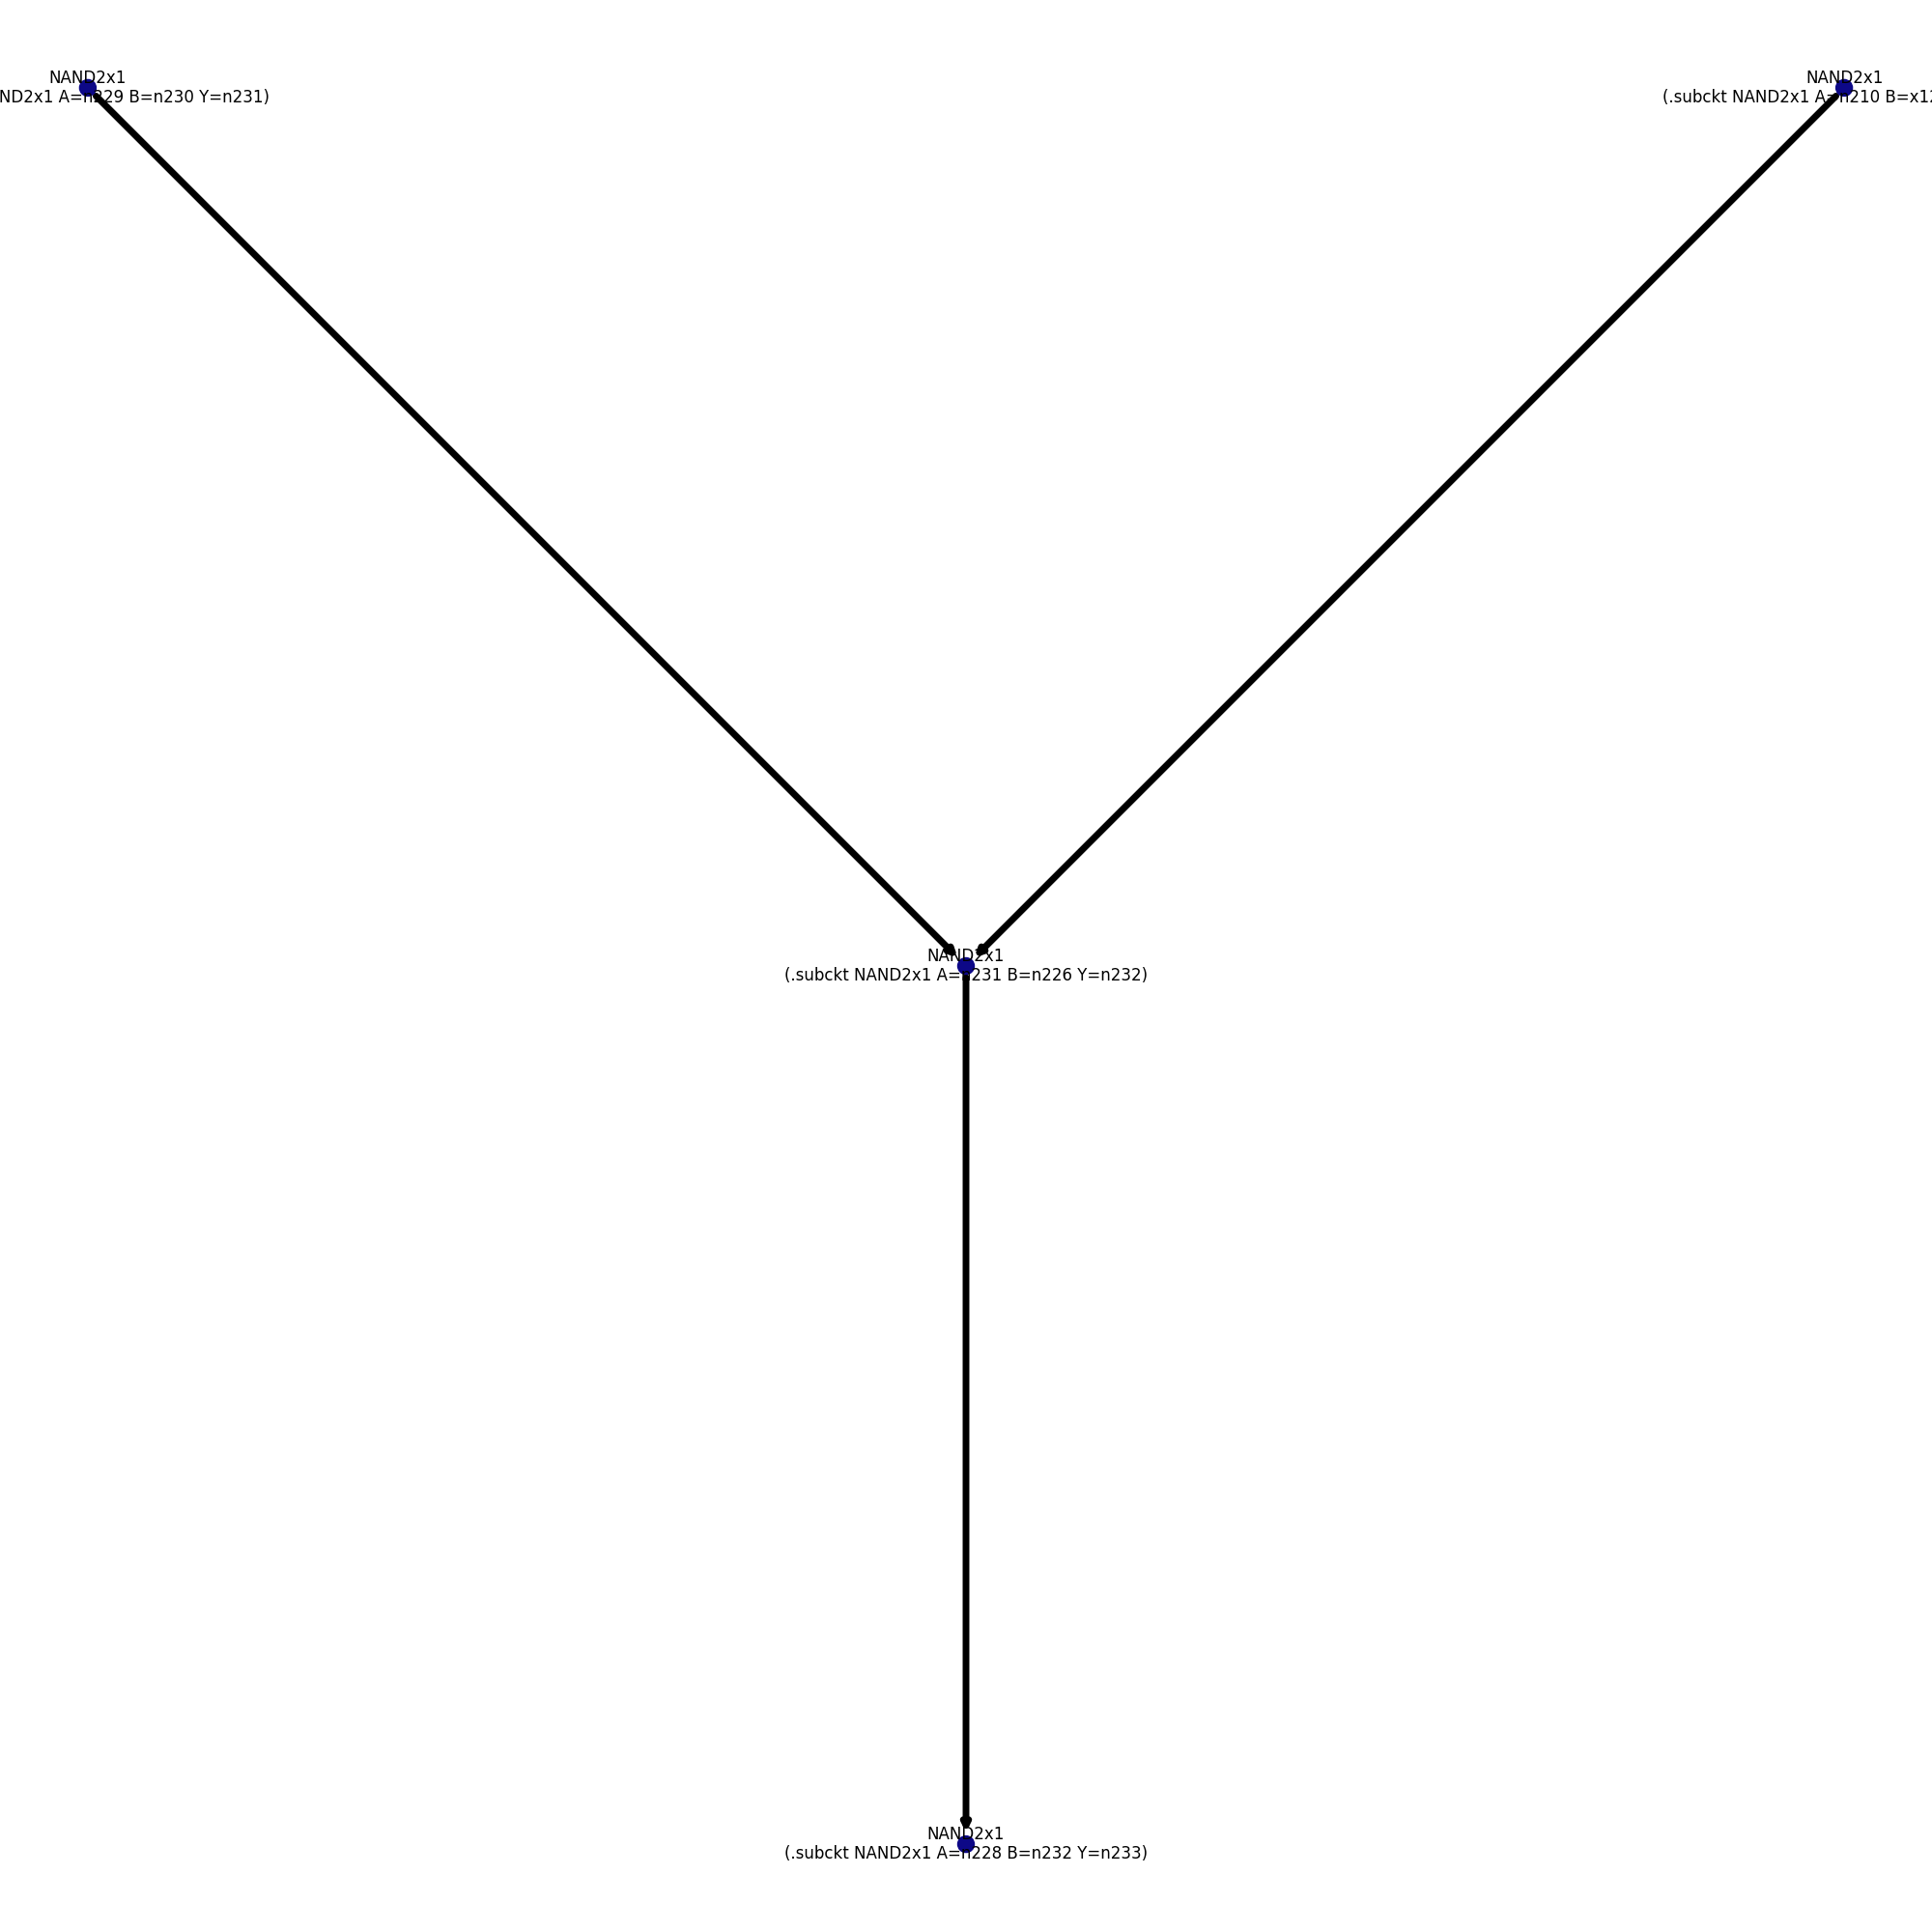 NAND2x1
ND2x1 A=n229 B=n230 Y=n231)
NAND2x1
(.subckt NAND2x1 A=n210 B=x1
NAND2x1
(.subckt NAND2x1 A=n231 B=n226 Y=n232)
NAND2x1
(.subckt NAND2x1 A=n228 B=n232 Y=n233)